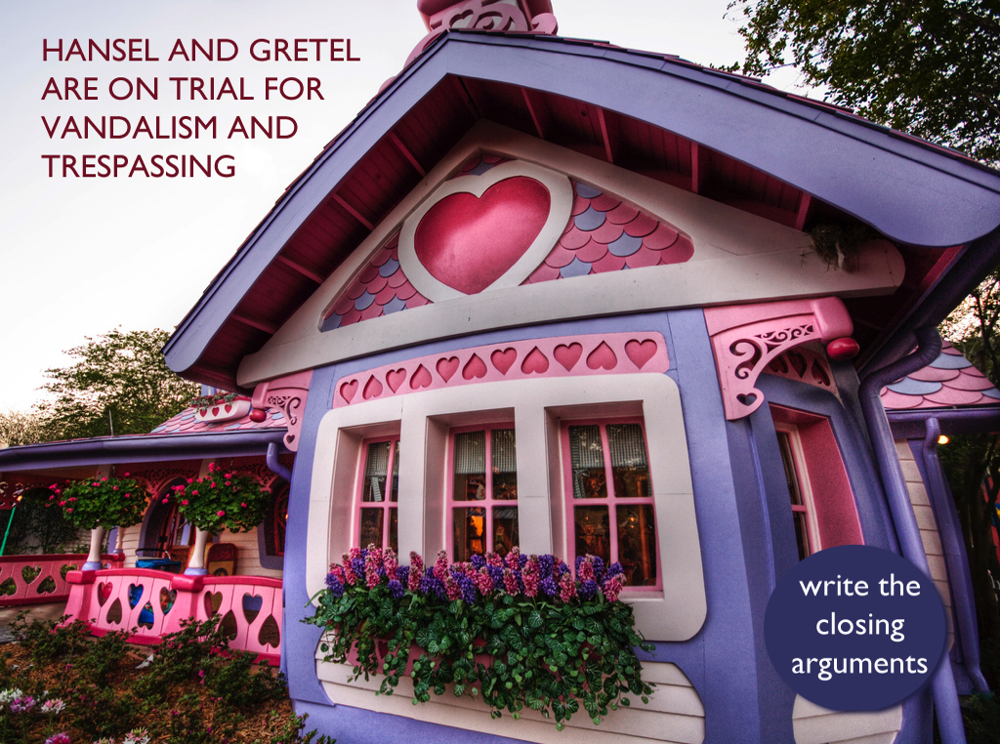 HANSEL AND GRETEL
ARE ON TRIAL FOR
VANDALISM AND
TRESPASSING
write the
closing
arguments